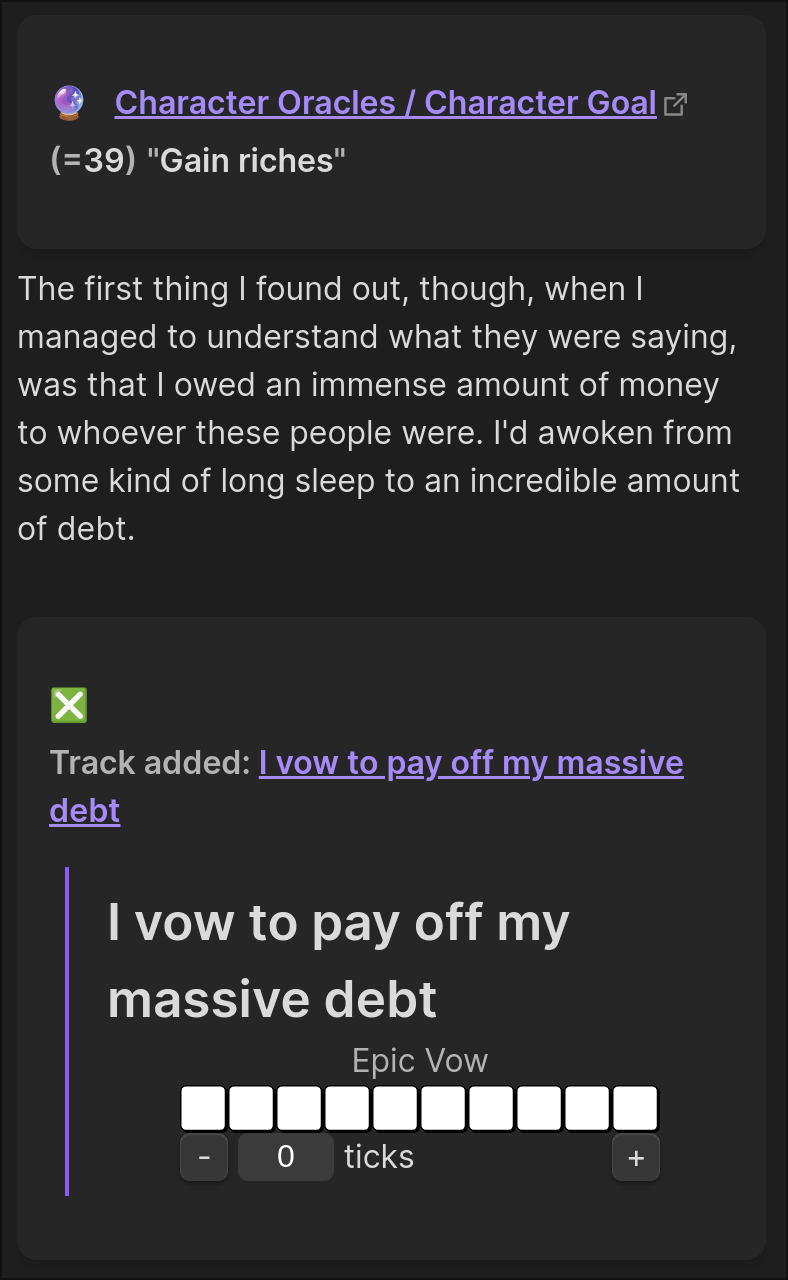 Character Oracles / Character Goal
(=39) "Gain riches"
The first thing I found out, though, when I
managed to understand what they were saying,
was that I owed an immense amount of money
to whoever these people were. I'd awoken from
some kind of long sleep to an incredible amount
of debt.
Track added: I vow to pay off my massive
debt
I vow to pay off my
massive debt
Epic Vow
- 0 ticks +